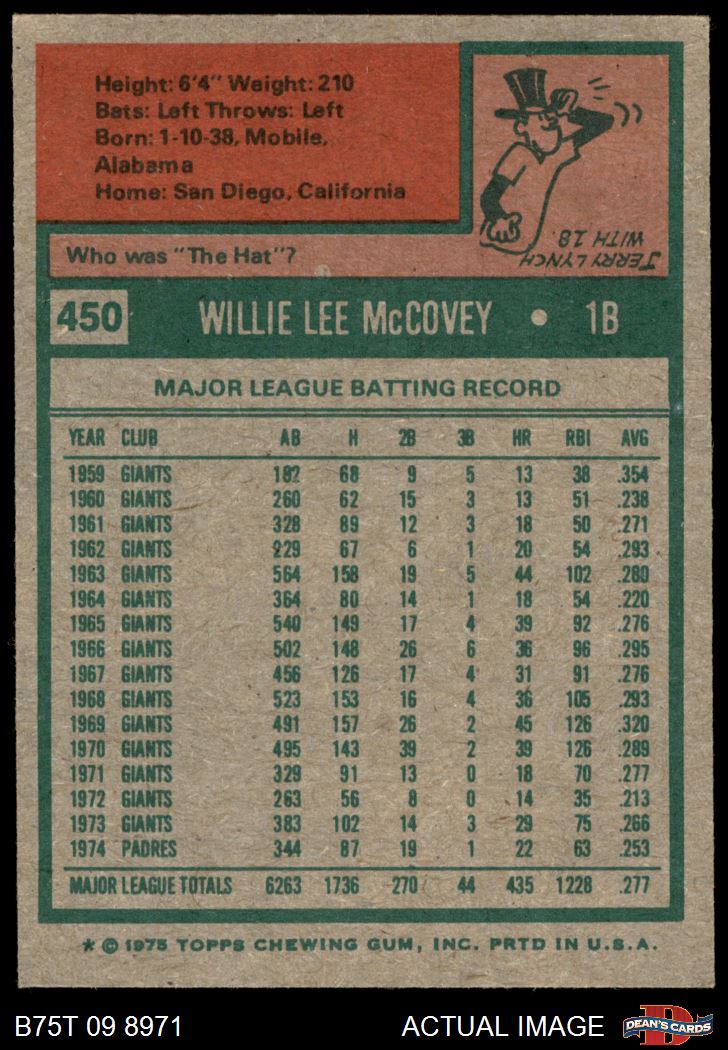 Height: 6'4" Weight: 210
Bats: Left Throws: Left
Born: 1-10-38, Mobile,
Alabama
Home: San Diego, California
Who was "The Hat"?
JERRY LYNCH
WITH 18.
450 WILLIE LEE McCOVEY • 1B
MAJOR LEAGUE BATTING RECORD
YEAR CLUB AB H 2B 3B HR RBI AVG
1959 GIANTS 182 68 9 5 13 38 .354
1960 GIANTS 260 62 15 3 13 51 .238
1961 GIANTS 328 89 12 3 18 50 .271
1962 GIANTS 229 67 6 1 20 54 .293
1963 GIANTS 564 158 19 5 44 102 .280
1964 GIANTS 364 80 14 1 18 54 .220
1965 GIANTS 540 149 17 4 39 92 .276
1966 GIANTS 502 148 26 6 36 96 .295
1967 GIANTS 456 126 17 4 31 91 .276
1968 GIANTS 523 153 16 4 36 105 .293
1969 GIANTS 491 157 26 2 45 126 .320
1970 GIANTS 495 143 39 2 39 126 .289
1971 GIANTS 329 91 13 0 18 70 .277
1972 GIANTS 263 56 8 0 14 35 .213
1973 GIANTS 383 102 14 3 29 75 .266
1974 PADRES 344 87 19 1 22 63 .253
MAJOR LEAGUE TOTALS 6263 1736 270 44 435 1228 .277
* © 1975 TOPPS CHEWING GUM, INC. PRTD IN U.S.A.
B75T 09 8971 ACTUAL IMAGE D DEAN'S CARDS